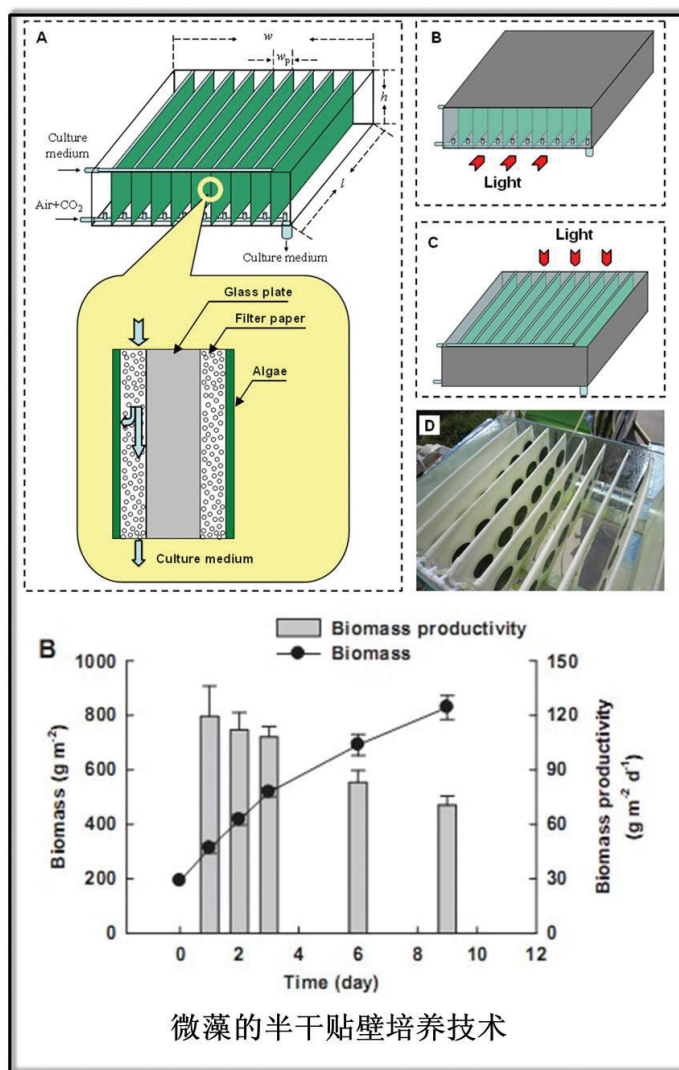 A
w
wp
h
l
Culture
medium
Air+CO2
Culture medium
Glass plate
Filter paper
Algae
Culture medium
B
Light
C
Light
D
B
Biomass productivity
Biomass
1000
800
600
400
200
0
Biomass (g m-2)
150
120
90
60
30
0
Biomass productivity
(g m-2 d-1)
0 2 4 6 8 10 12
Time (day)
微藻的半干贴壁培养技术